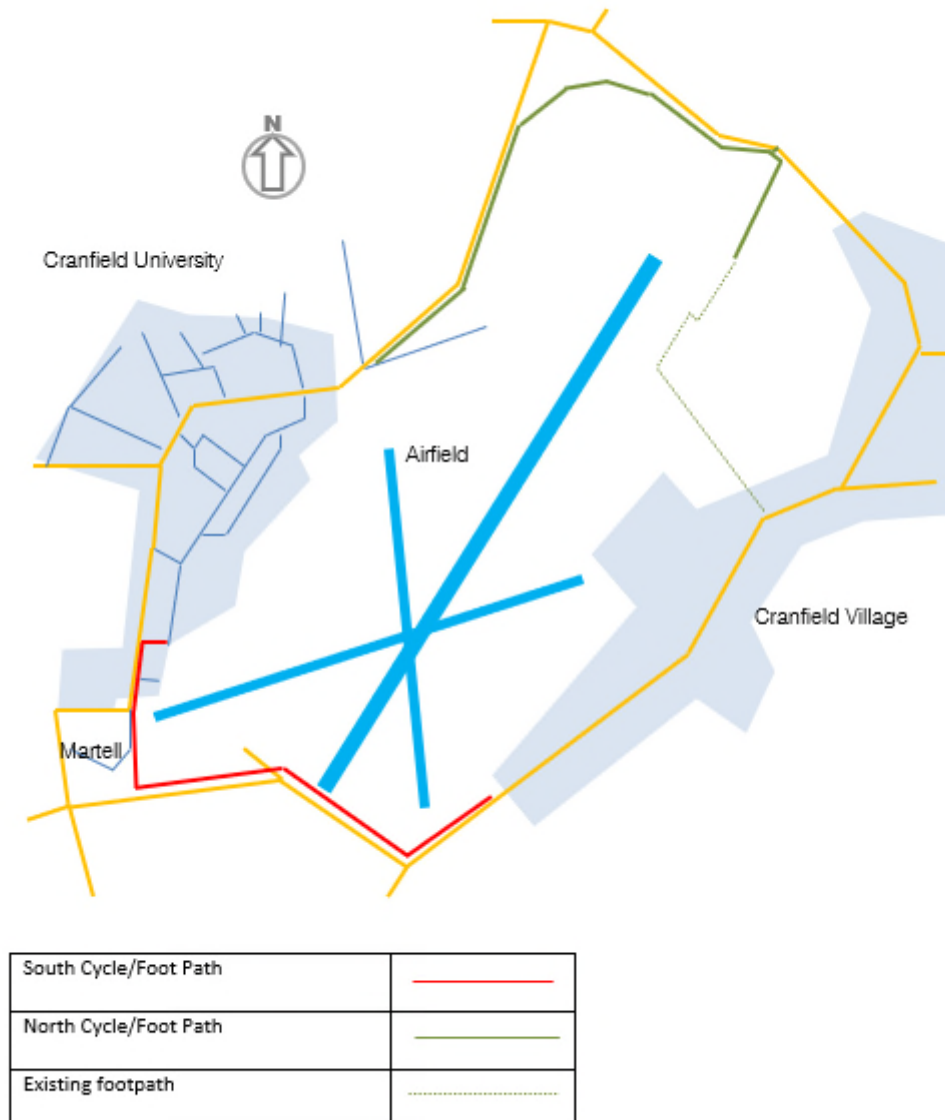 N
Cranfield University
Airfield
Cranfield Village
Martell
South Cycle/Foot Path
North Cycle/Foot Path
Existing footpath